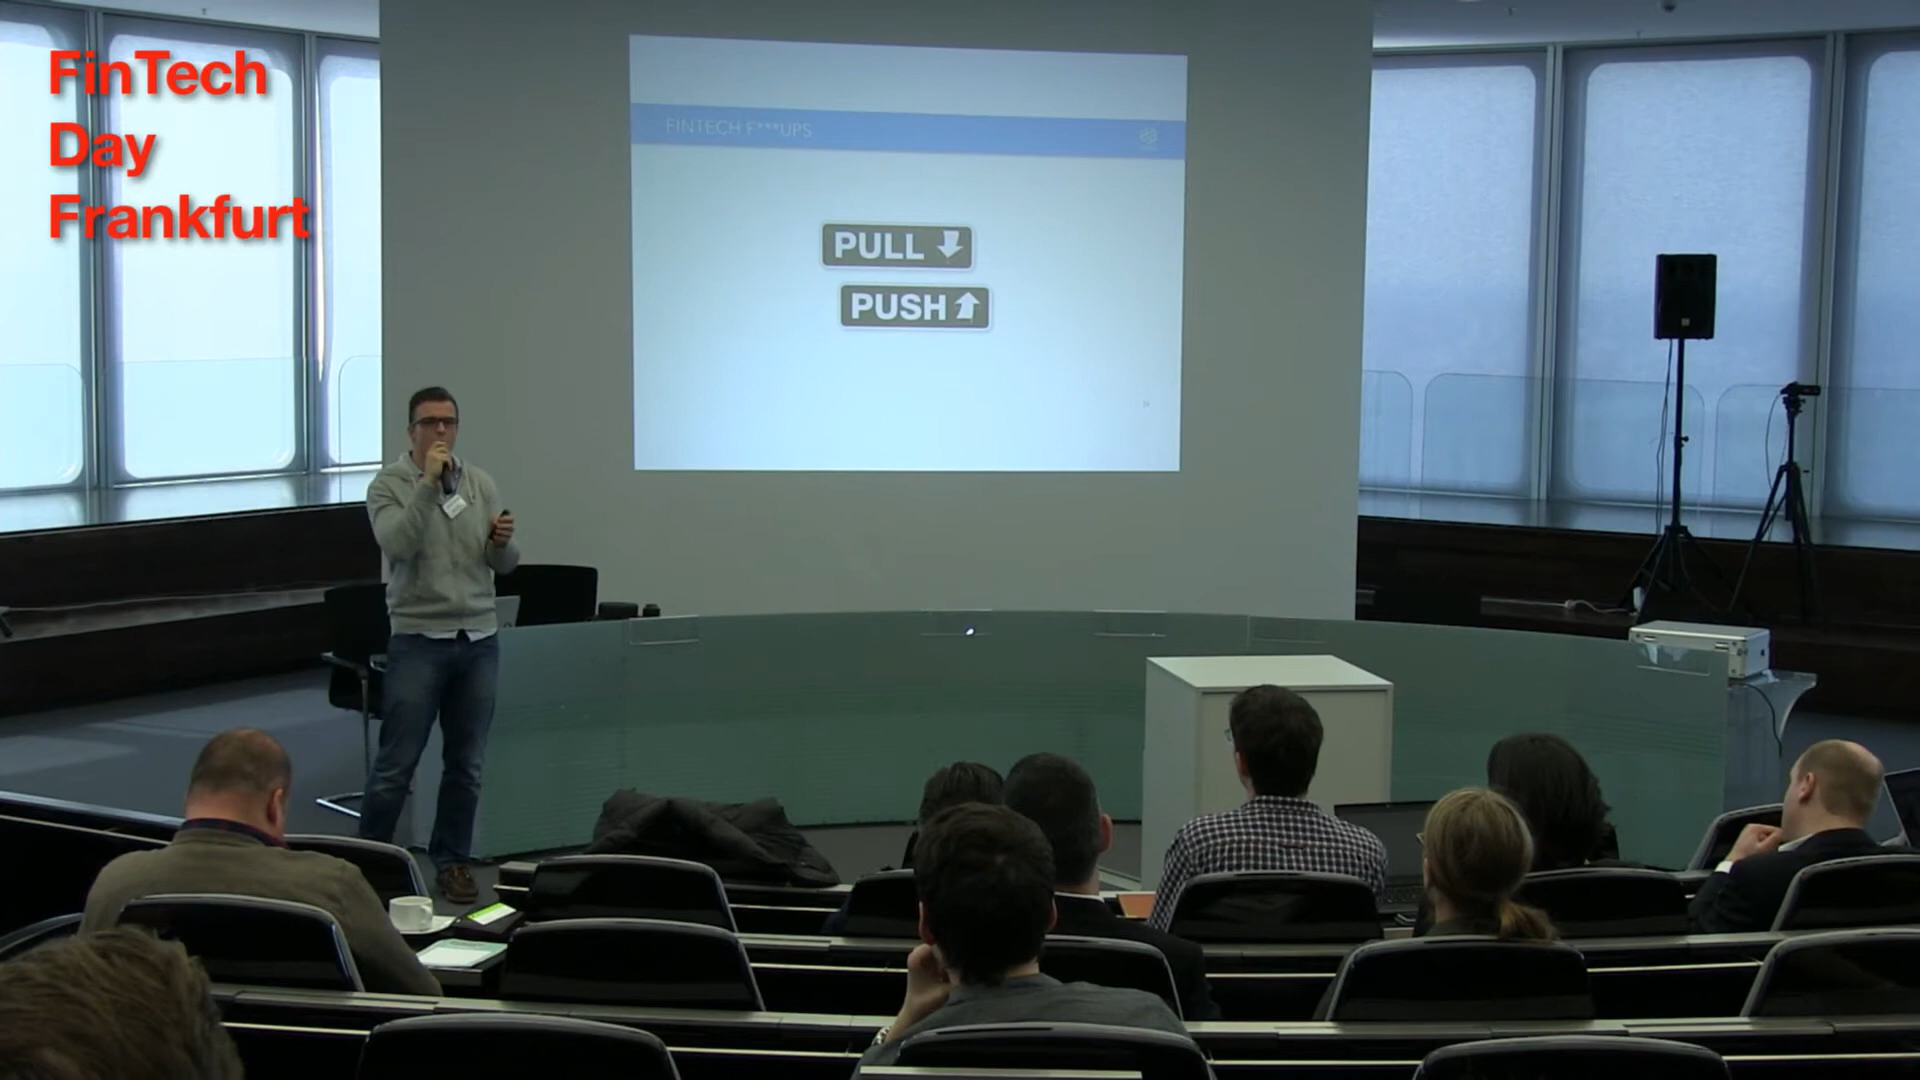 FinTech
Day
Frankfurt
FINTECH F***UPS
PULL
PUSH